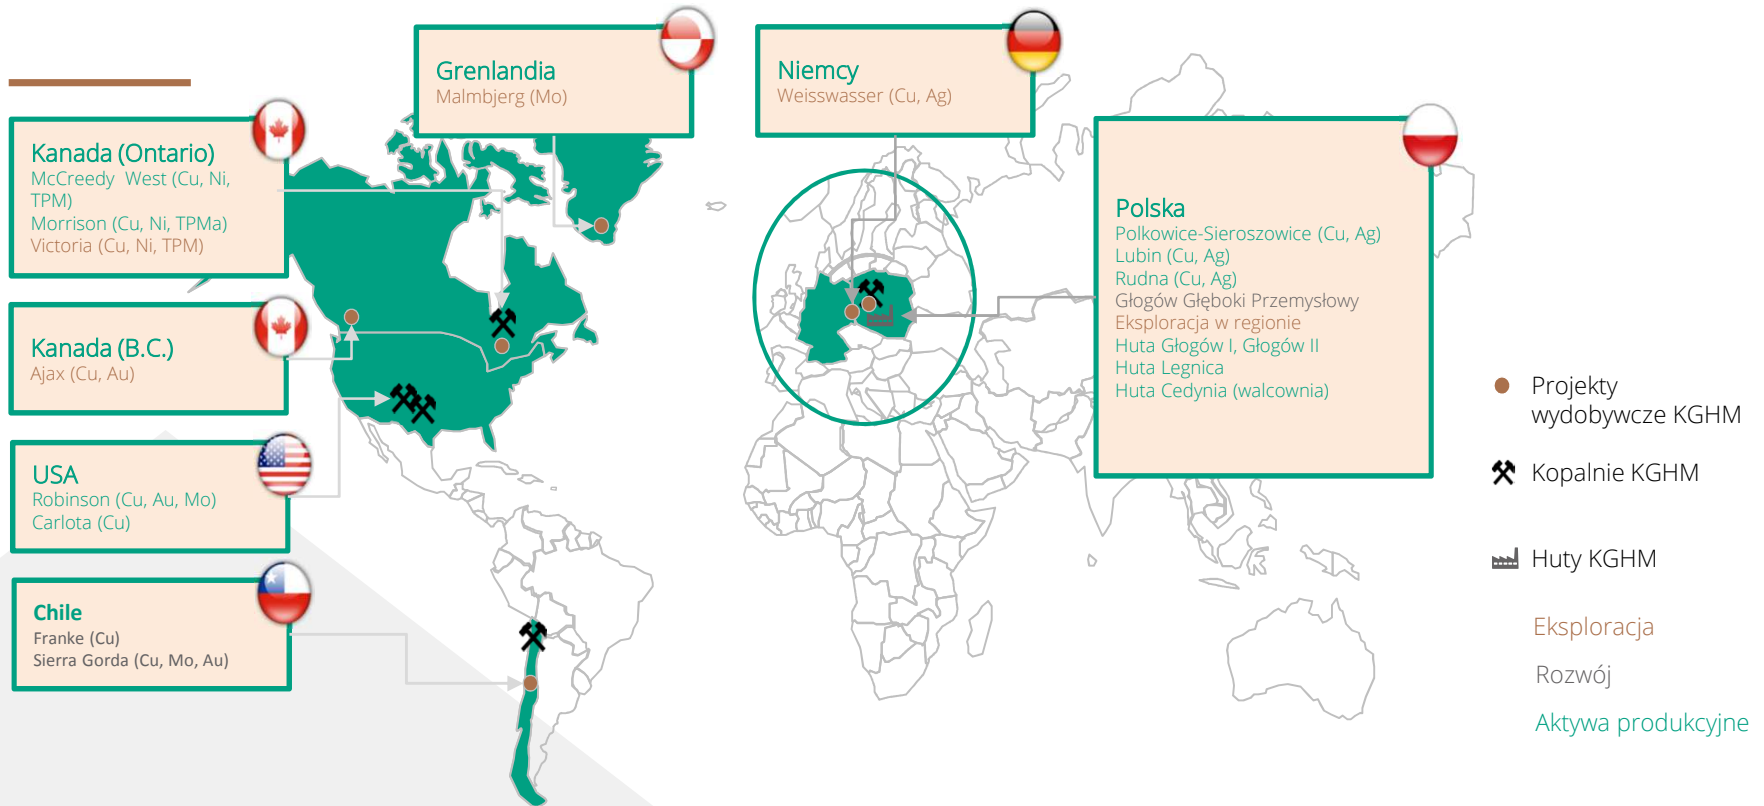 Grenlandia
Malmbjerg (Mo)
Niemcy
Weisswasser (Cu, Ag)
Kanada (Ontario)
McCreedy West (Cu, Ni,
TPM)
Morrison (Cu, Ni, TPMa)
Victoria (Cu, Ni, TPM)
Kanada (B.C.)
Ajax (Cu, Au)
USA
Robinson (Cu, Au, Mo)
Carlota (Cu)
Chile
Franke (Cu)
Sierra Gorda (Cu, Mo, Au)
Polska
Polkowice-Sieroszowice (Cu, Ag)
Lubin (Cu, Ag)
Rudna (Cu, Ag)
Głogów Głęboki Przemysłowy
Eksploracja w regionie
Huta Głogów I, Głogów II
Huta Legnica
Huta Cedynia (walcownia)
Projekty
wydobywcze KGHM
Kopalnie KGHM
Huty KGHM
Eksploracja
Rozwój
Aktywa produkcyjne